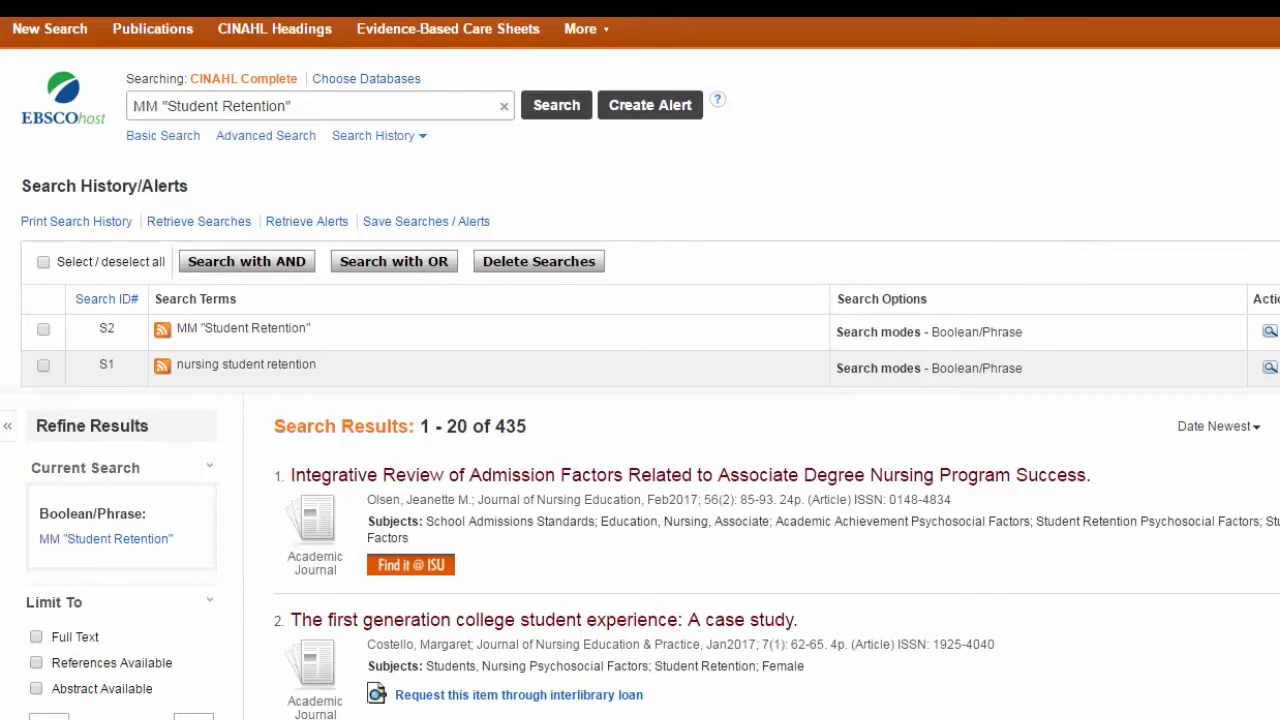 New Search Publications CINAHL Headings Evidence-Based Care Sheets More
Searching: CINAHL Complete Choose Databases
MM "Student Retention" × Search Create Alert ?
EBSCOhost
Basic Search Advanced Search Search History
Search History/Alerts
Print Search History Retrieve Searches Retrieve Alerts Save Searches / Alerts
Select / deselect all Search with AND Search with OR Delete Searches
Search ID# Search Terms Search Options Actio
S2 MM "Student Retention" Search modes - Boolean/Phrase
S1 nursing student retention Search modes - Boolean/Phrase
« Refine Results
Search Results: 1 - 20 of 435 Date Newest
Current Search
Boolean/Phrase:
MM "Student Retention"
Limit To
Full Text
References Available
Abstract Available
1. Integrative Review of Admission Factors Related to Associate Degree Nursing Program Success.
Olsen, Jeanette M.; Journal of Nursing Education, Feb2017; 56(2): 85-93. 24p. (Article) ISSN: 0148-4834
Subjects: School Admissions Standards; Education, Nursing, Associate; Academic Achievement Psychosocial Factors; Student Retention Psychosocial Factors; Stu
Factors
Academic
Journal
Find it @ ISU
2. The first generation college student experience: A case study.
Costello, Margaret; Journal of Nursing Education & Practice, Jan2017; 7(1): 62-65. 4p. (Article) ISSN: 1925-4040
Subjects: Students, Nursing Psychosocial Factors; Student Retention; Female
Request this item through interlibrary loan
Academic
Journal